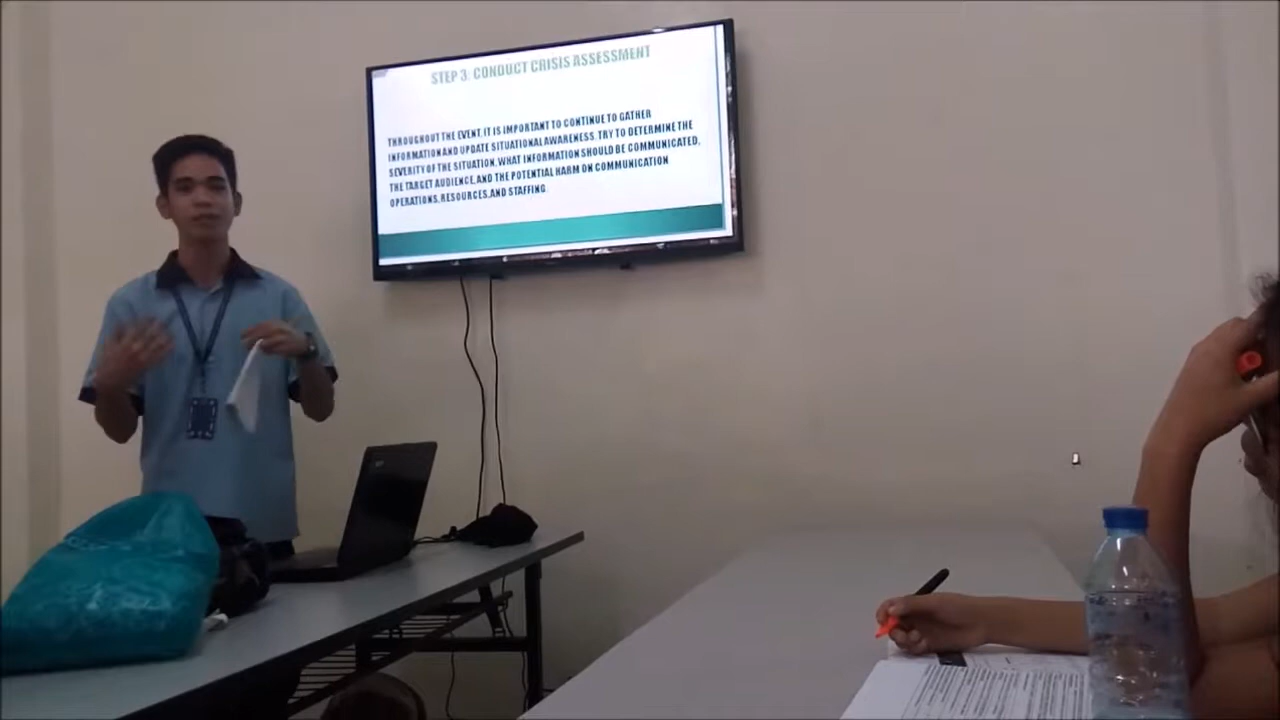 STEP 3: CONDUCT CRISIS ASSESSMENT
THROUGHOUT THE EVENT, IT IS IMPORTANT TO CONTINUE TO GATHER
INFORMATION AND UPDATE SITUATIONAL AWARENESS. TRY TO DETERMINE THE
SEVERITY OF THE SITUATION, WHAT INFORMATION SHOULD BE COMMUNICATED,
THE TARGET AUDIENCE, AND THE POTENTIAL HARM ON COMMUNICATION
OPERATIONS, RESOURCES, AND STAFFING.